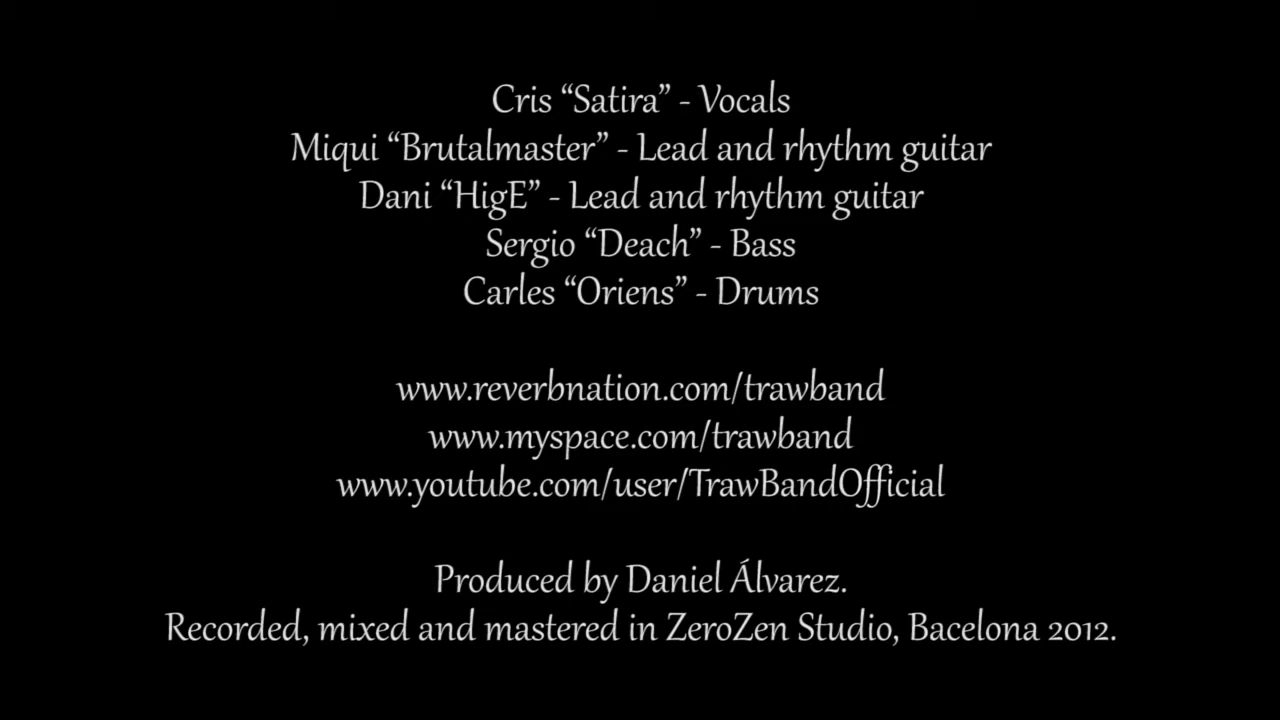 Cris “Satira” - Vocals
Miqui “Brutalmaster” - Lead and rhythm guitar
Dani “HigE” - Lead and rhythm guitar
Sergio “Deach” - Bass
Carles “Oriens” - Drums
www.reverbnation.com/trawband
www.myspace.com/trawband
www.youtube.com/user/TrawBandOfficial
Produced by Daniel Álvarez.
Recorded, mixed and mastered in ZeroZen Studio, Bacelona 2012.